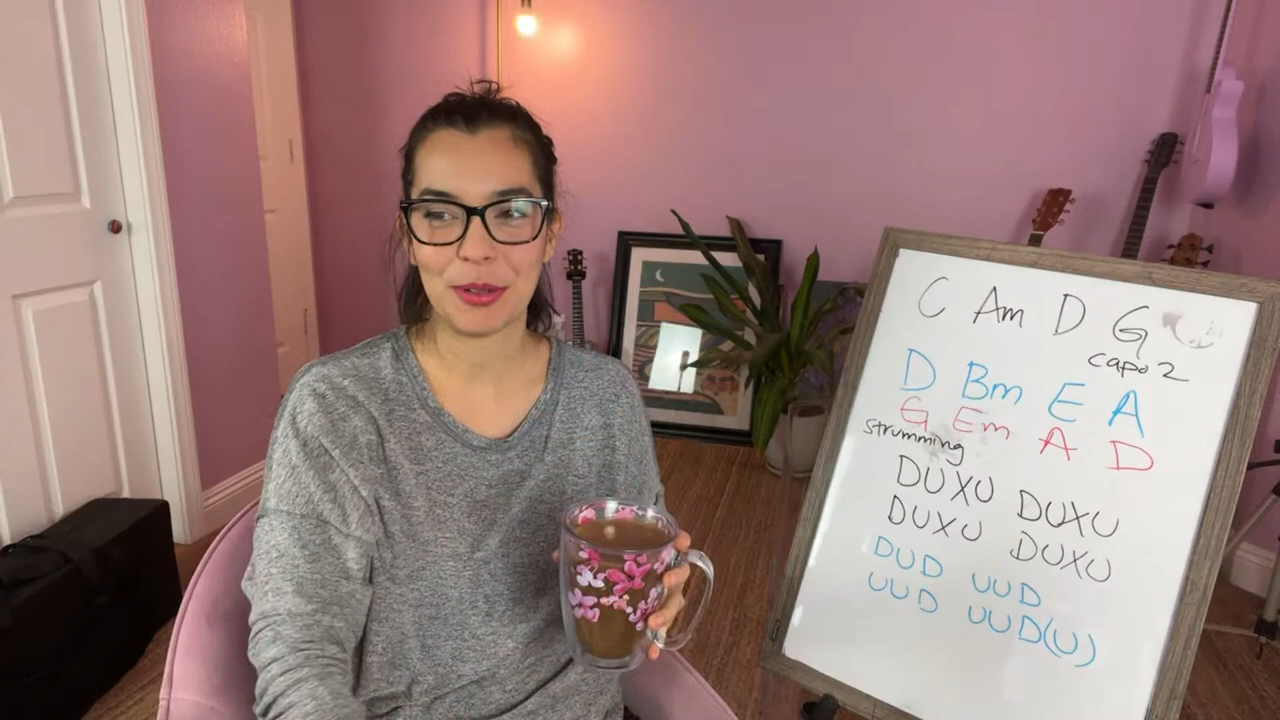 C Am D G
capo 2
D Bm E A
G Em A D
strumming
DUXU DUXU
DUXU DUXU
DUD UUD
UUD UUD(U)